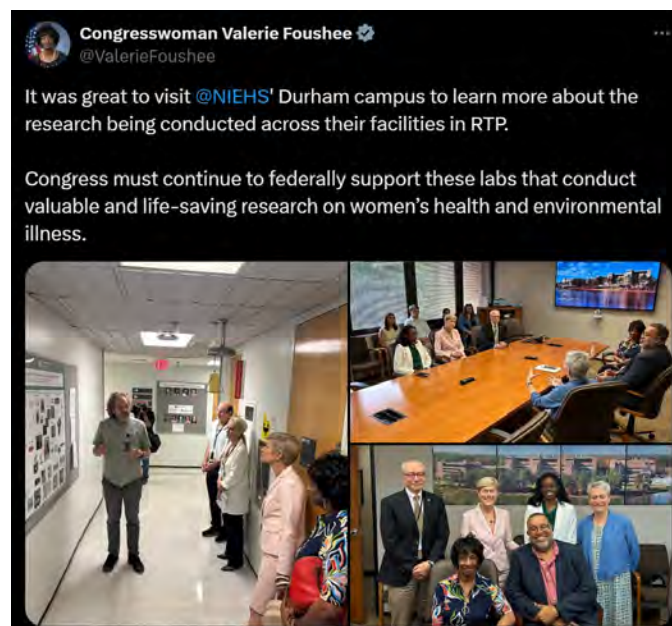 Congresswoman Valerie Foushee
@ValerieFoushee
It was great to visit @NIEHS' Durham campus to learn more about the
research being conducted across their facilities in RTP.
Congress must continue to federally support these labs that conduct
valuable and life-saving research on women’s health and environmental
illness.